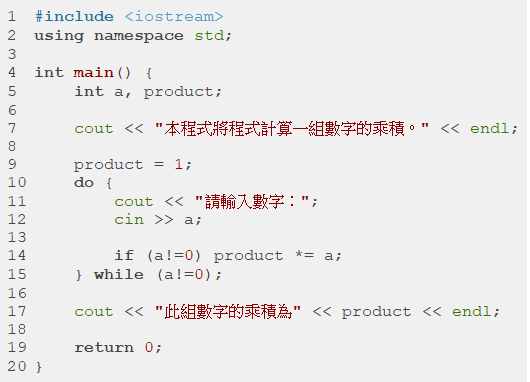 1 #include <iostream>
2 using namespace std;
3
4 int main() {
5     int a, product;
6
7     cout << "本程式將程式計算一組數字的乘積。" << endl;
8
9     product = 1;
10     do {
11         cout << "請輸入數字：";
12         cin >> a;
13
14         if (a!=0) product *= a;
15     } while (a!=0);
16
17     cout << "此組數字的乘積為" << product << endl;
18
19     return 0;
20 }